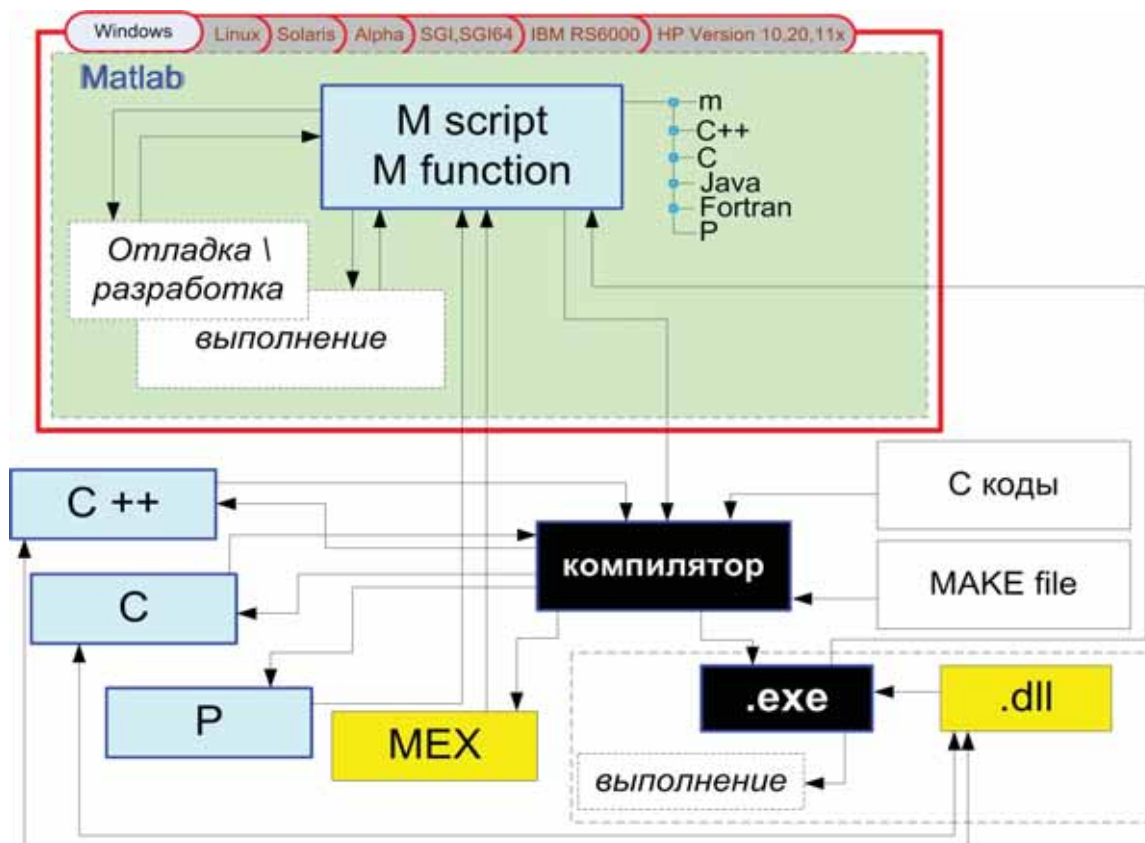 Windows
Linux
Solaris
Alpha
SGI,SGI64
IBM RS6000
HP Version 10,20,11x
Matlab
M script
M function
m
C++
C
Java
Fortran
P
Отладка \
разработка
выполнение
C ++
C
P
MEX
компилятор
С коды
MAKE file
.exe
.dll
выполнение